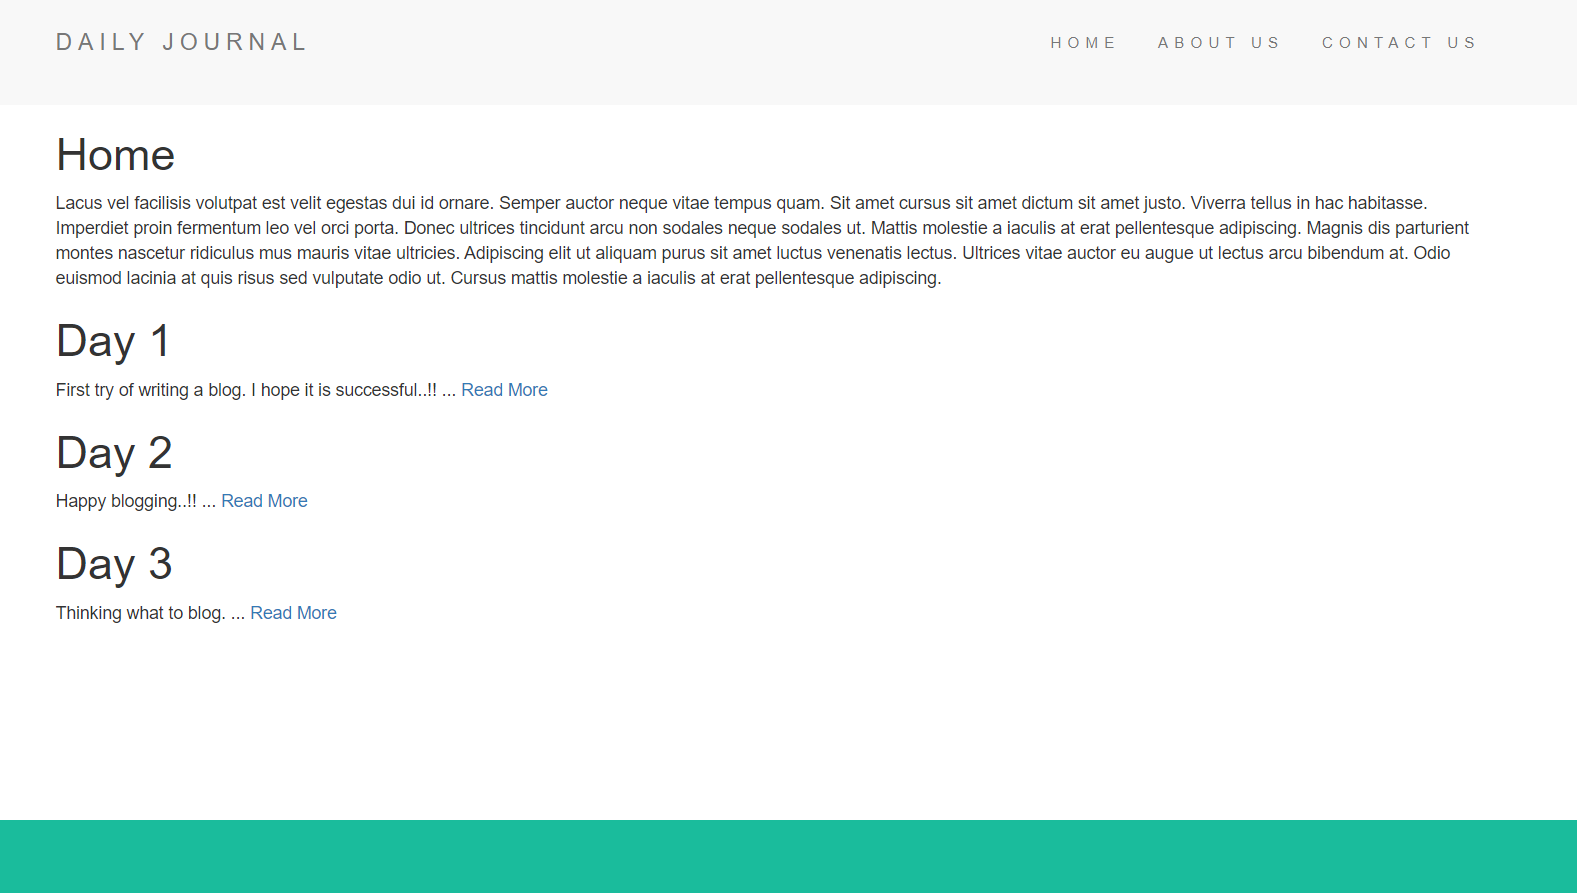 DAILY JOURNAL
HOME ABOUT US CONTACT US
Home
Lacus vel facilisis volutpat est velit egestas dui id ornare. Semper auctor neque vitae tempus quam. Sit amet cursus sit amet dictum sit amet justo. Viverra tellus in hac habitasse.
Imperdiet proin fermentum leo vel orci porta. Donec ultrices tincidunt arcu non sodales neque sodales ut. Mattis molestie a iaculis at erat pellentesque adipiscing. Magnis dis parturient
montes nascetur ridiculus mus mauris vitae ultricies. Adipiscing elit ut aliquam purus sit amet luctus venenatis lectus. Ultrices vitae auctor eu augue ut lectus arcu bibendum at. Odio
euismod lacinia at quis risus sed vulputate odio ut. Cursus mattis molestie a iaculis at erat pellentesque adipiscing.
Day 1
First try of writing a blog. I hope it is successful..!! ... Read More
Day 2
Happy blogging..!! ... Read More
Day 3
Thinking what to blog. ... Read More